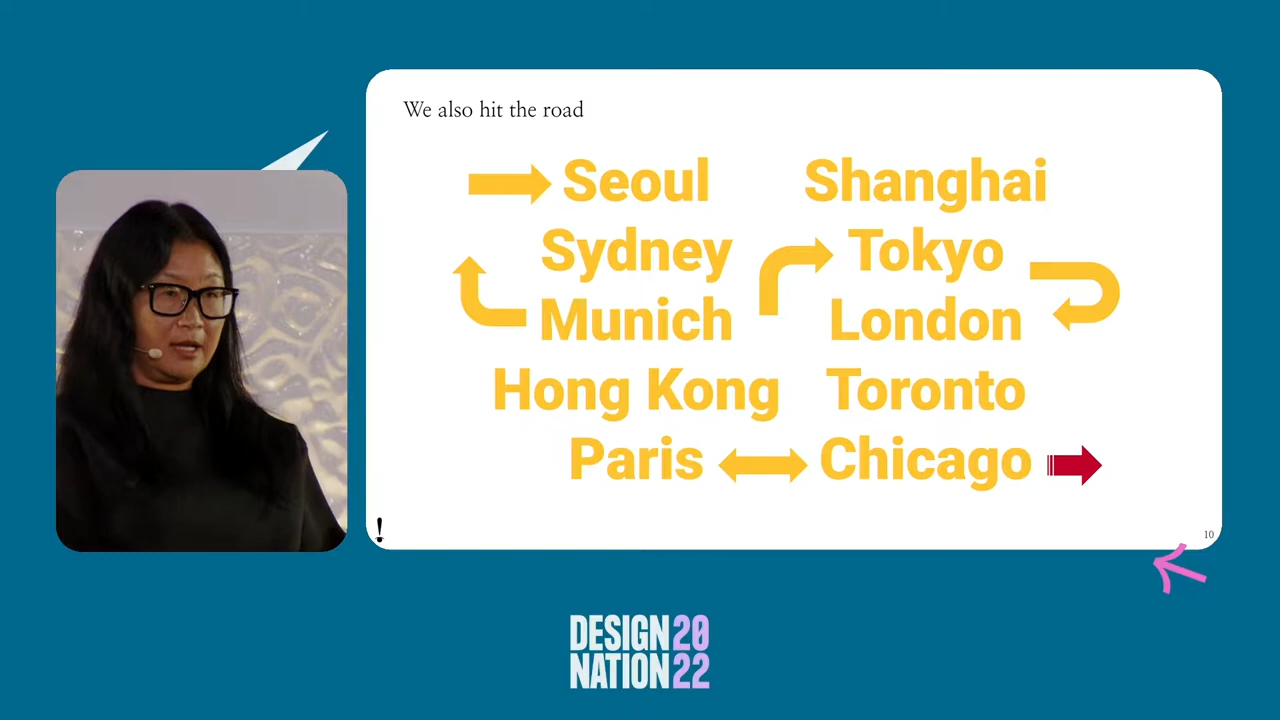 We also hit the road
Seoul Shanghai
Sydney Tokyo
Munich London
Hong Kong Toronto
Paris Chicago
!
10
DESIGN 20
NATION 22